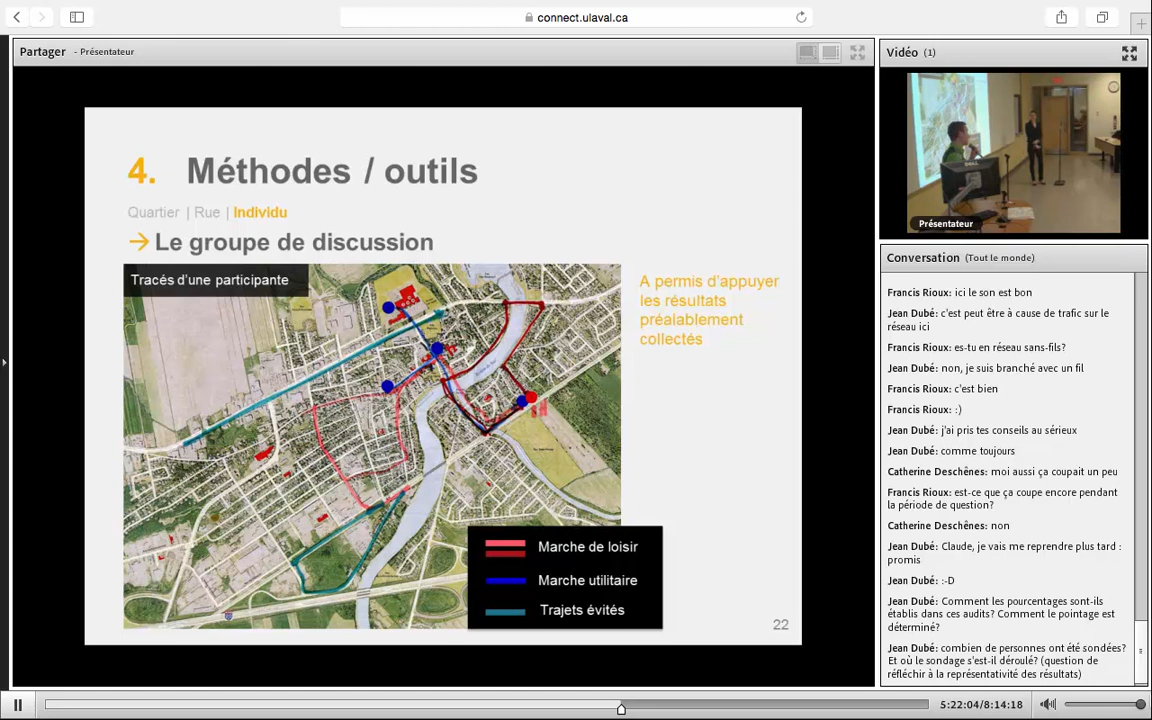 connect.ulaval.ca
Partager - Présentateur
Vidéo (1)
4. Méthodes / outils
Quartier | Rue | Individu
→ Le groupe de discussion
Tracés d'une participante
A permis d'appuyer
les résultats
préalablement
collectés
Marche de loisir
Marche utilitaire
Trajets évités
22
Présentateur
Conversation (Tout le monde)
Francis Rioux: ici le son est bon
Jean Dubé: c'est peut être à cause de trafic sur le
réseau ici
Francis Rioux: es-tu en réseau sans-fils?
Jean Dubé: non, je suis branché avec un fil
Francis Rioux: c'est bien
Francis Rioux: :)
Jean Dubé: j'ai pris tes conseils au sérieux
Jean Dubé: comme toujours
Catherine Deschênes: moi aussi ça coupait un peu
Francis Rioux: est-ce que ça coupe encore pendant
la période de question?
Catherine Deschênes: non
Jean Dubé: Claude, je vais me reprendre plus tard :
promis
Jean Dubé: :-D
Jean Dubé: Comment les pourcentages sont-ils
établis dans ces audits? Comment le pointage est
déterminé?
Jean Dubé: combien de personnes ont été sondées?
Et où le sondage s'est-il déroulé? (question de
réfléchir à la représentativité des résultats)
5:22:04/8:14:18